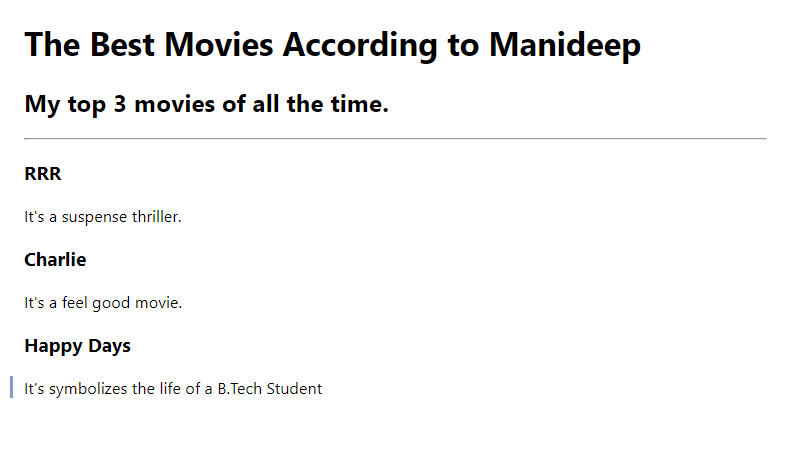 The Best Movies According to Manideep
My top 3 movies of all the time.
RRR
It's a suspense thriller.
Charlie
It's a feel good movie.
Happy Days
It's symbolizes the life of a B.Tech Student